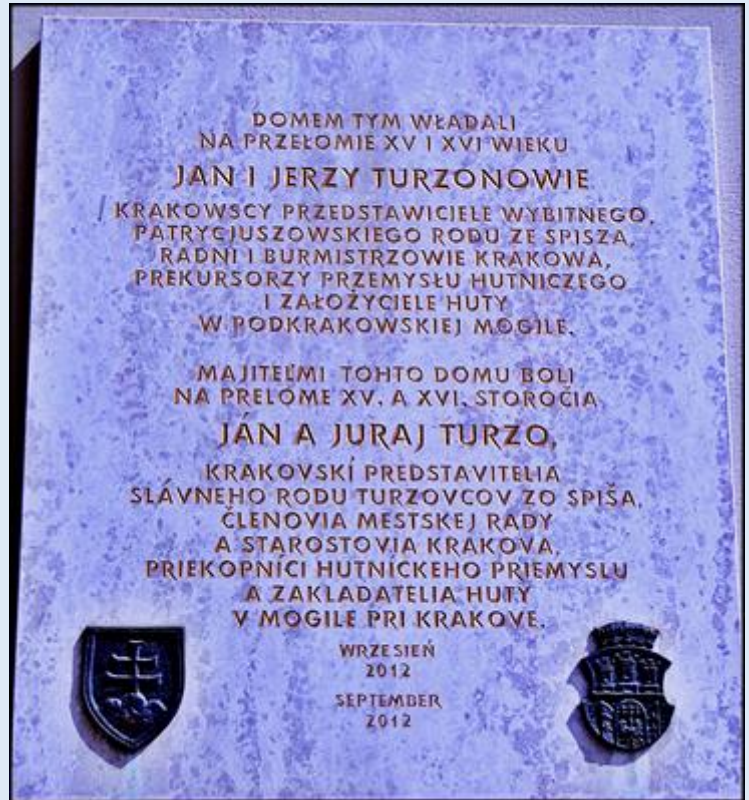 DOMEM TYM WŁADALI
NA PRZEŁOMIE XV I XVI WIEKU
JAN I JERZY TURZONOWIE
KRAKOWSCY PRZEDSTAWICIELE WYBITNEGO,
PATRYCJUSZOWSKIEGO RODU ZE SPISZA,
RADNI I BURMISTRZOWIE KRAKOWA,
PREKURSORZY PRZEMYSŁU HUTNICZEGO
I ZAŁOŻYCIELE HUTY
W PODKRAKOWSKIEJ MOGILE.
MAJITEĽMI TOHTO DOMU BOLI
NA PRELOME XV. A XVI. STOROČIA
JÁN A JURAJ TURZO,
KRAKOVSKÍ PREDSTAVITELIA
SLÁVNEHO RODU TURZOVCOV ZO SPIŠA,
ČLENOVIA MESTSKEJ RADY
A STAROSTOVIA KRAKOVA,
PRIEKOPNÍCI HUTNÍCKEHO PRIEMYSLU
A ZAKLADATELIA HUTY
V MOGILE PRI KRAKOVE.
WRZESIEŃ
2012
SEPTEMBER
2012